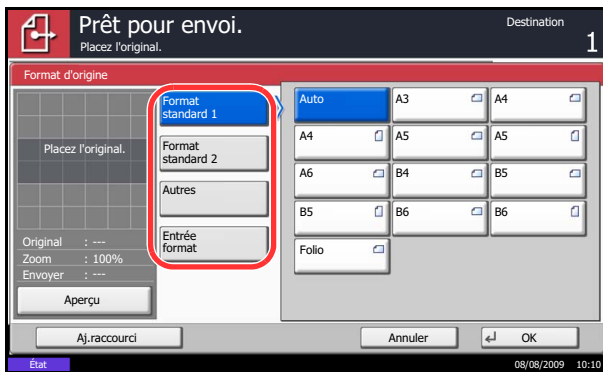 Prêt pour envoi.
Placez l'original.
Destination
1
Format d'origine
Placez l'original.
Original : ---
Zoom : 100%
Envoyer : ---
Aperçu
Format
standard 1
Format
standard 2
Autres
Entrée
format
Auto
A3
A4
A4
A5
A5
A6
B4
B5
B5
B6
B6
Folio
Aj.raccourci
Annuler
OK
État
08/08/2009 10:10